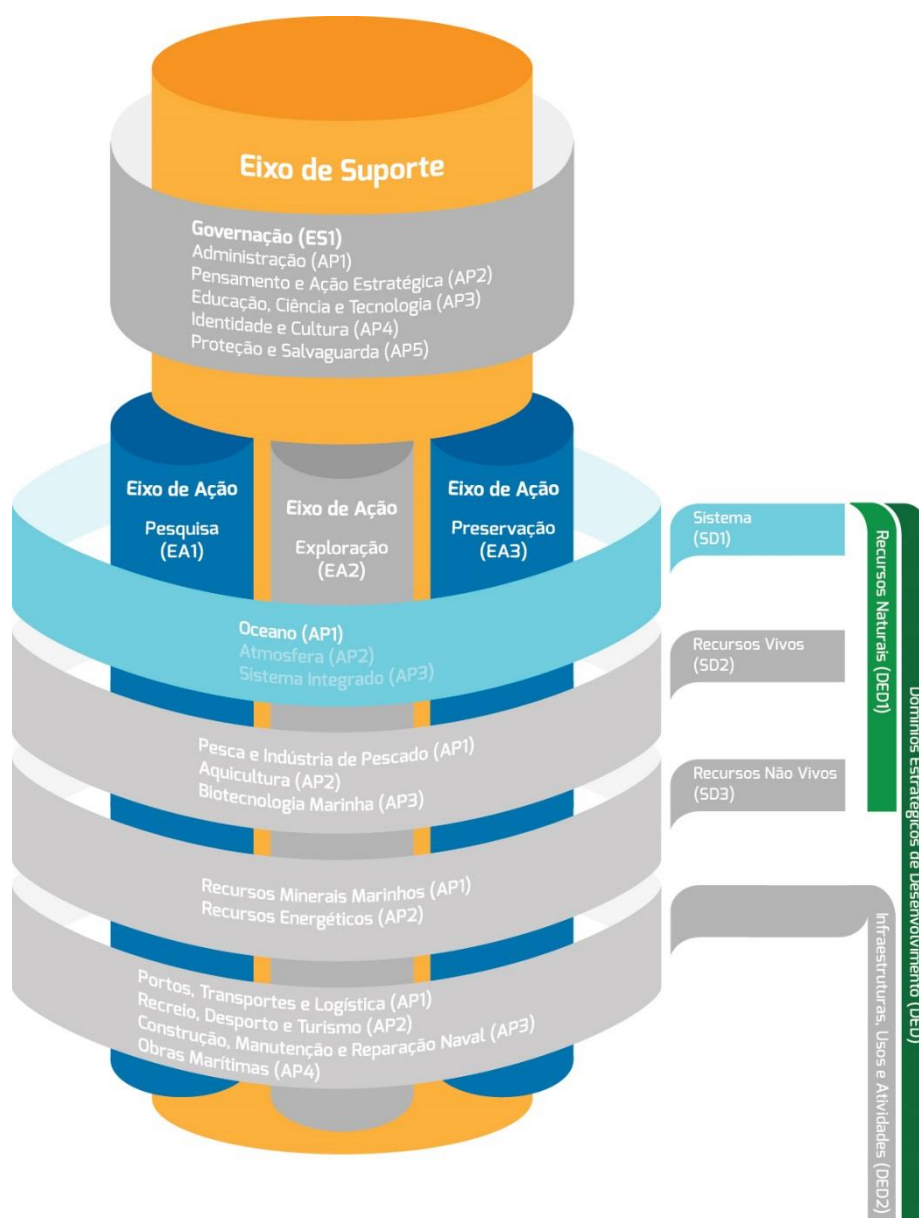 Eixo de Suporte
Governação (ES1)
Administração (AP1)
Pensamento e Ação Estratégica (AP2)
Educação, Ciência e Tecnologia (AP3)
Identidade e Cultura (AP4)
Proteção e Salvaguarda (AP5)
Eixo de Ação
Pesquisa
(EA1)
Eixo de Ação
Exploração
(EA2)
Eixo de Ação
Preservação
(EA3)
Oceano (AP1)
Atmosfera (AP2)
Sistema Integrado (AP3)
Sistema
(SD1)
Pesca e Indústria de Pescado (AP1)
Aquicultura (AP2)
Biotecnologia Marinha (AP3)
Recursos Vivos
(SD2)
Recursos Minerais Marinhos (AP1)
Recursos Energéticos (AP2)
Recursos Não Vivos
(SD3)
Portos, Transportes e Logística (AP1)
Recreio, Desporto e Turismo (AP2)
Construção, Manutenção e Reparação Naval (AP3)
Obras Marítimas (AP4)
Recursos Naturais (DED1)
Infraestruturas, Usos e Atividades (DED2)
Domínios Estratégicos de Desenvolvimento (DED)